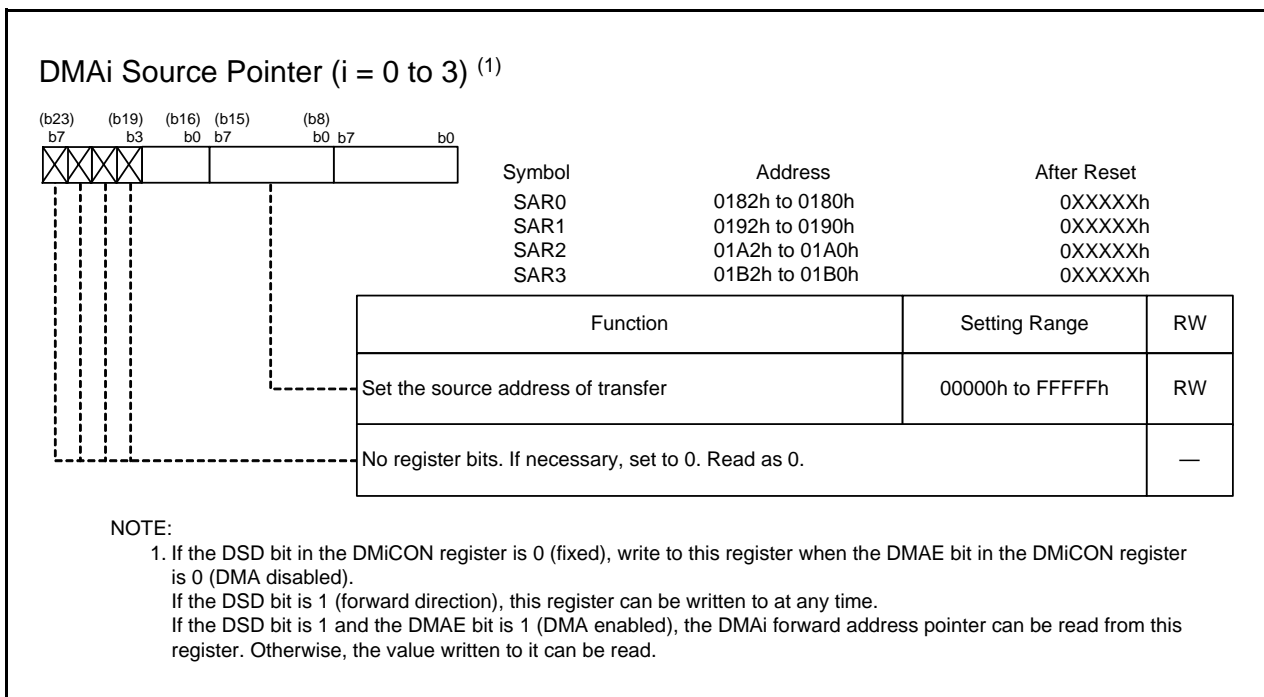 DMAi Source Pointer (i = 0 to 3) (1)
(b23) (b19) (b16) (b15) (b8)
b7 b3 b0 b7 b0 b7 b0
Symbol Address After Reset
SAR0 0182h to 0180h 0XXXXXh
SAR1 0192h to 0190h 0XXXXXh
SAR2 01A2h to 01A0h 0XXXXXh
SAR3 01B2h to 01B0h 0XXXXXh
Function Setting Range RW
Set the source address of transfer 00000h to FFFFFh RW
No register bits. If necessary, set to 0. Read as 0. —
NOTE:
1. If the DSD bit in the DMiCON register is 0 (fixed), write to this register when the DMAE bit in the DMiCON register
is 0 (DMA disabled).
If the DSD bit is 1 (forward direction), this register can be written to at any time.
If the DSD bit is 1 and the DMAE bit is 1 (DMA enabled), the DMAi forward address pointer can be read from this
register. Otherwise, the value written to it can be read.